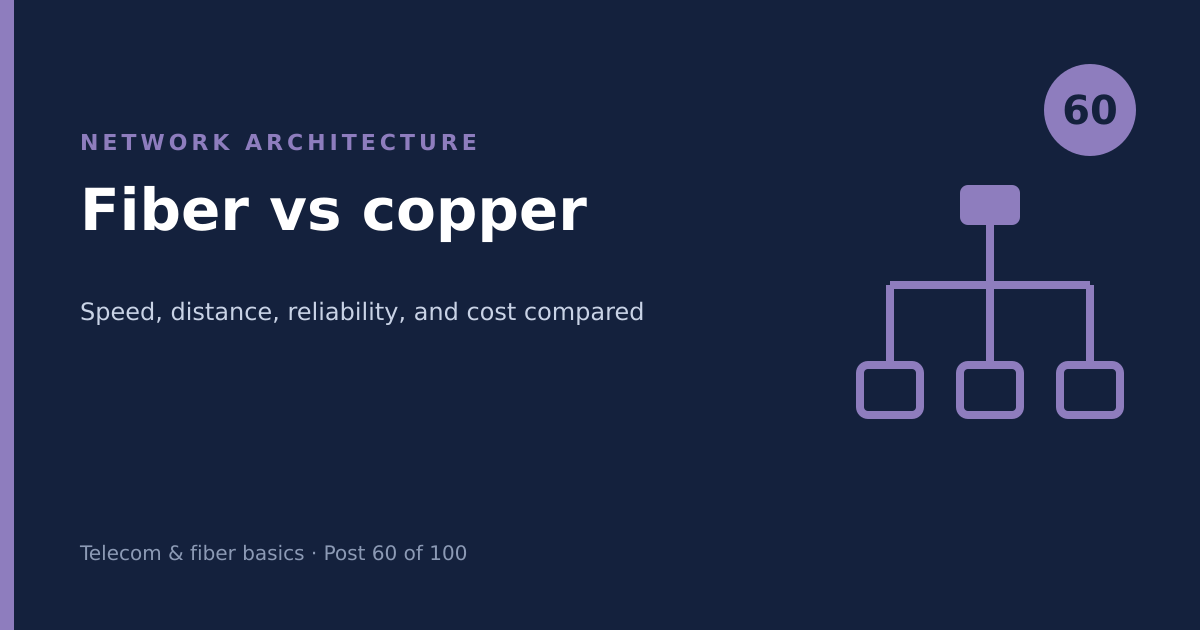 60
NETWORK ARCHITECTURE
Fiber vs copper
Speed, distance, reliability, and cost compared
Telecom & fiber basics · Post 60 of 100